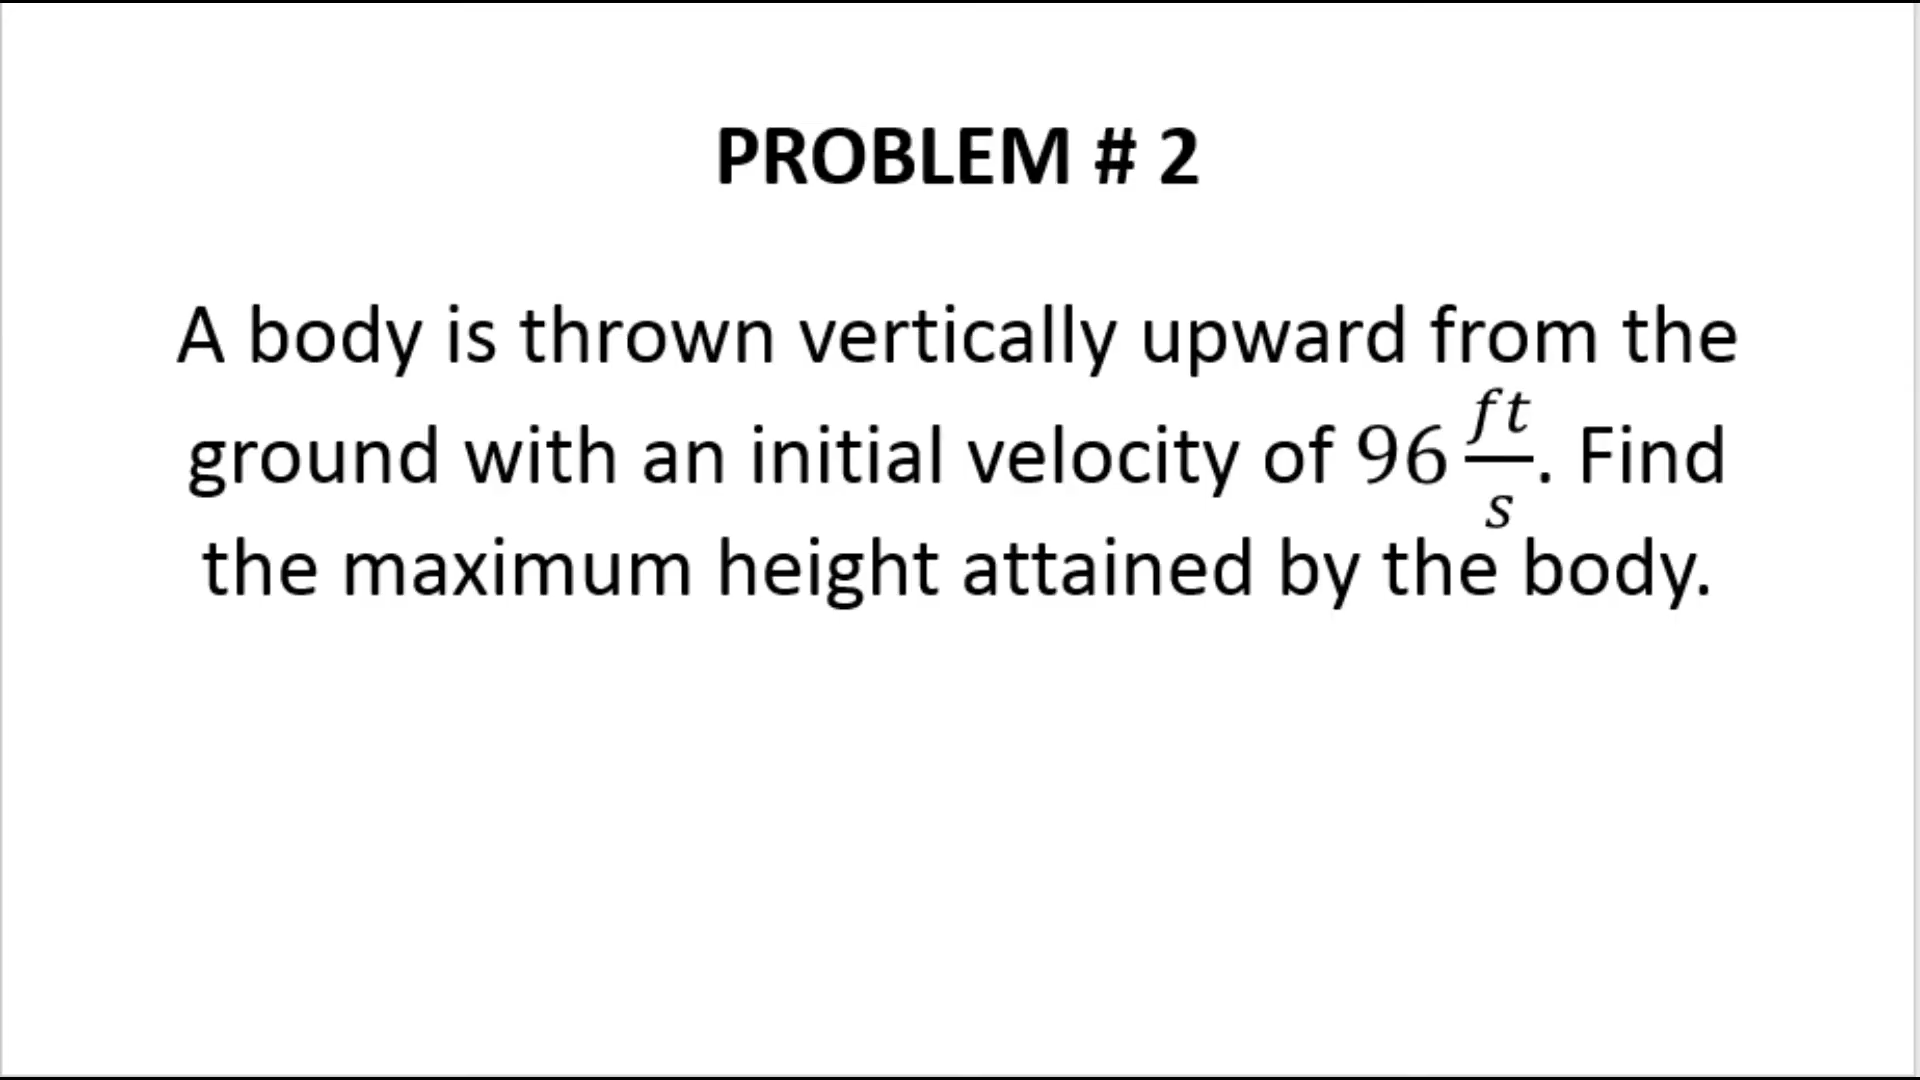 PROBLEM # 2
A body is thrown vertically upward from the
ground with an initial velocity of 96 ft/s. Find
the maximum height attained by the body.